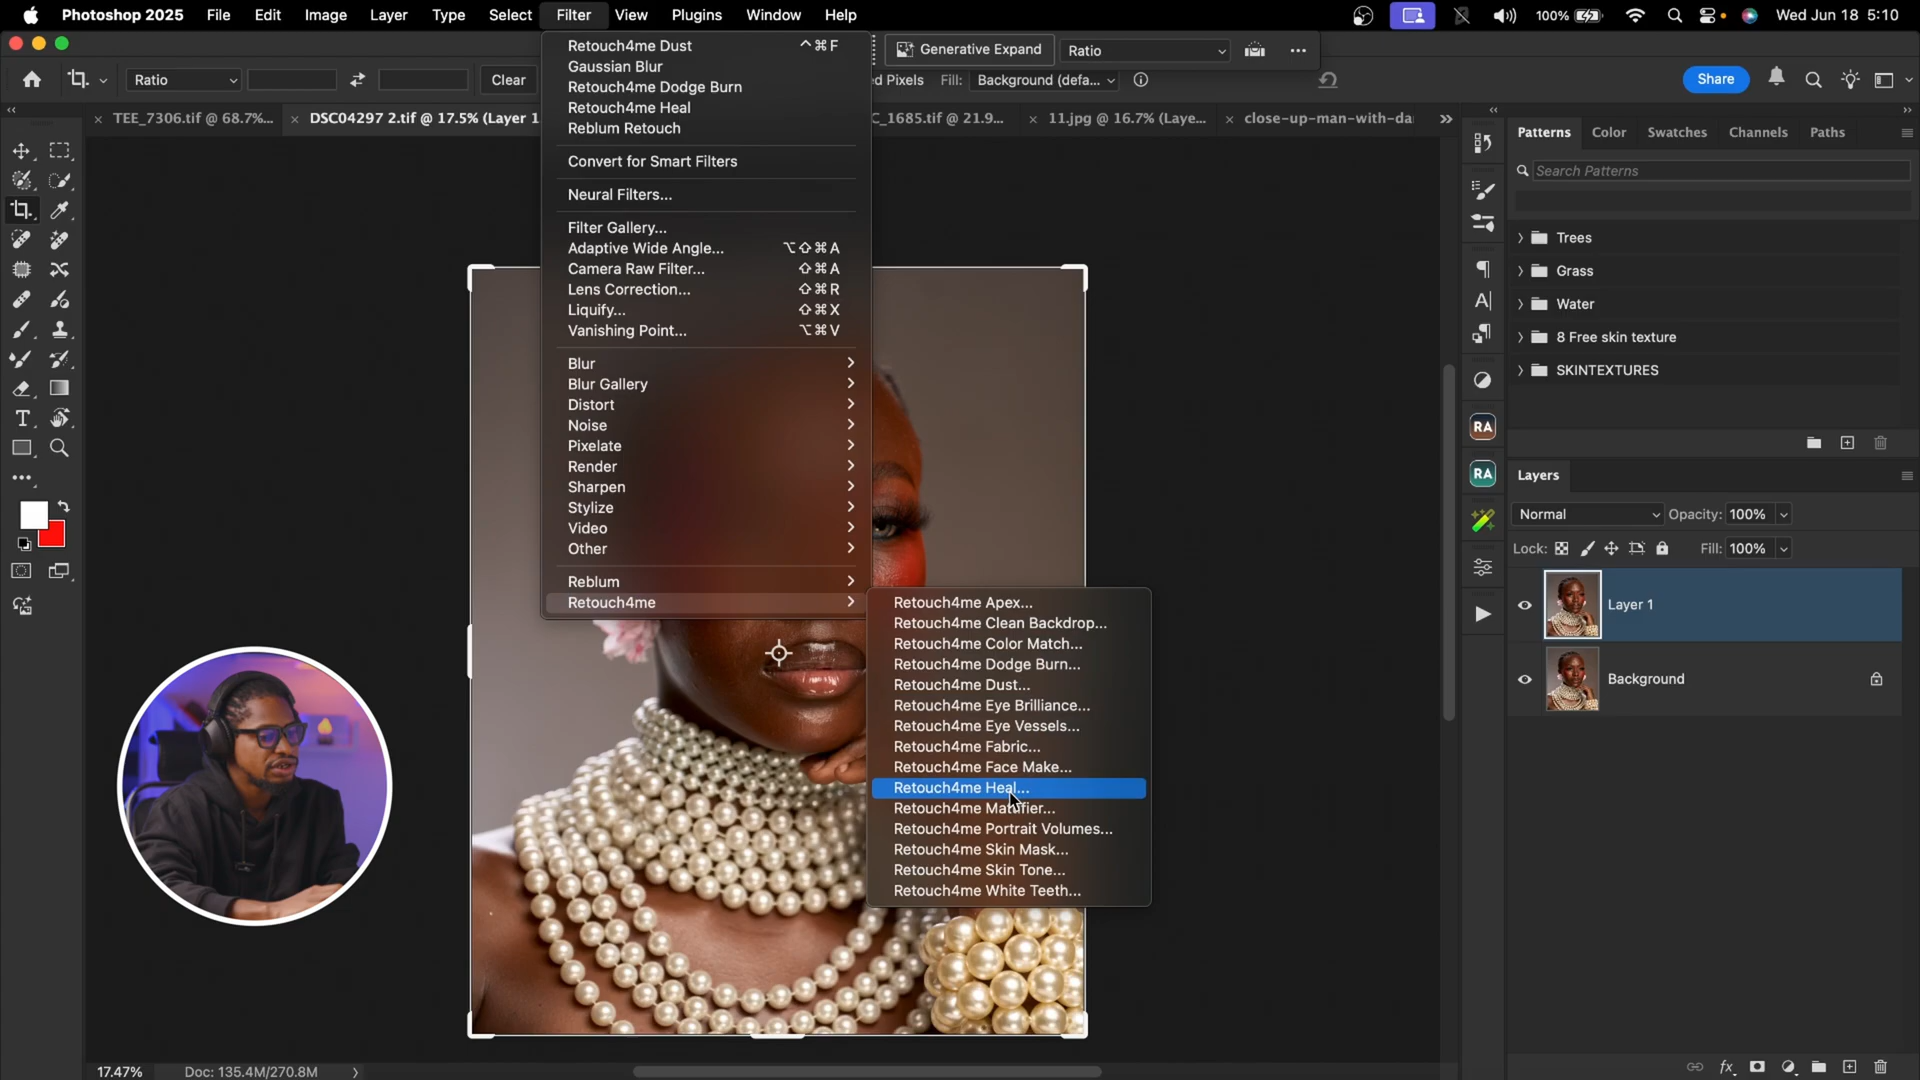 Photoshop 2025 File Edit Image Layer Type Select Filter View Plugins Window Help 100% Wed Jun 18 5:10
Generative Expand Ratio
Ratio Clear d Pixels Fill: Background (defa... Share
TEE_7306.tif @ 68.7%... DSC04297 2.tif @ 17.5% (Layer 1 C_1685.tif @ 21.9... 11.jpg @ 16.7% (Laye... close-up-man-with-da
Retouch4me Dust ^⌘F
Gaussian Blur
Retouch4me Dodge Burn
Retouch4me Heal
Reblum Retouch
Convert for Smart Filters
Neural Filters...
Filter Gallery...
Adaptive Wide Angle... ⌥⇧⌘A
Camera Raw Filter... ⇧⌘A
Lens Correction... ⇧⌘R
Liquify... ⇧⌘X
Vanishing Point... ⌥⌘V
Blur
Blur Gallery
Distort
Noise
Pixelate
Render
Sharpen
Stylize
Video
Other
Reblum
Retouch4me
Retouch4me Apex...
Retouch4me Clean Backdrop...
Retouch4me Color Match...
Retouch4me Dodge Burn...
Retouch4me Dust...
Retouch4me Eye Brilliance...
Retouch4me Eye Vessels...
Retouch4me Fabric...
Retouch4me Face Make...
Retouch4me Heal...
Retouch4me Mattifier...
Retouch4me Portrait Volumes...
Retouch4me Skin Mask...
Retouch4me Skin Tone...
Retouch4me White Teeth...
Patterns Color Swatches Channels Paths
Search Patterns
Trees
Grass
Water
8 Free skin texture
SKINTEXTURES
RA
RA
Layers
Normal Opacity: 100%
Lock: Fill: 100%
Layer 1
Background
17.47% Doc: 135.4M/270.8M